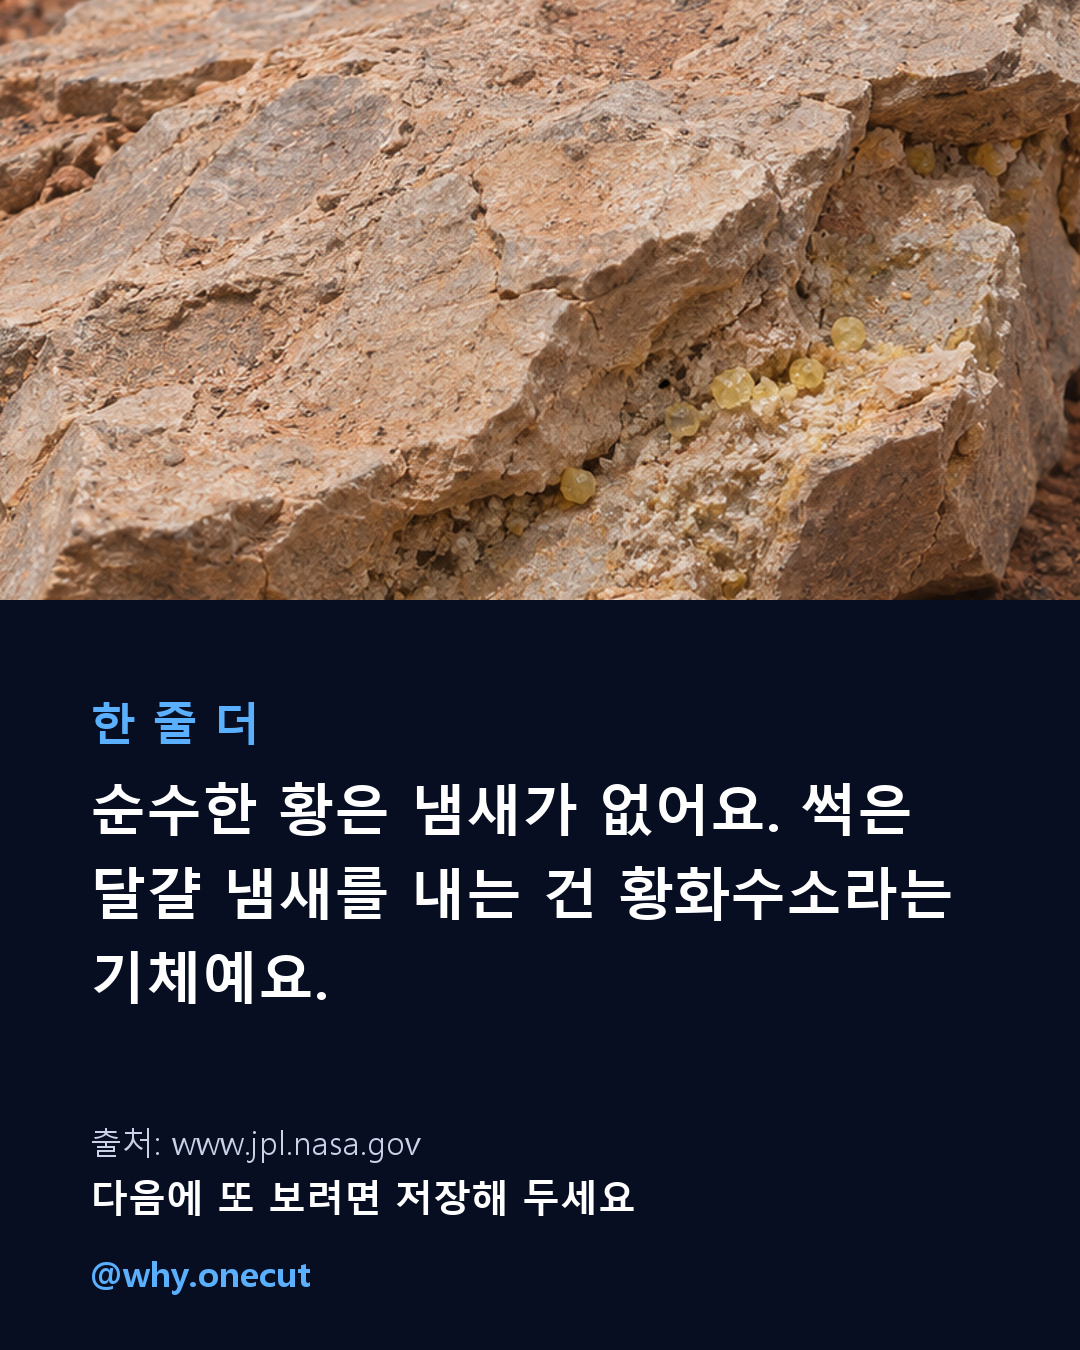 한 줄 더
순수한 황은 냄새가 없어요. 썩은
달걀 냄새를 내는 건 황화수소라는
기체예요.
출처: www.jpl.nasa.gov
다음에 또 보려면 저장해 두세요
@why.onecut